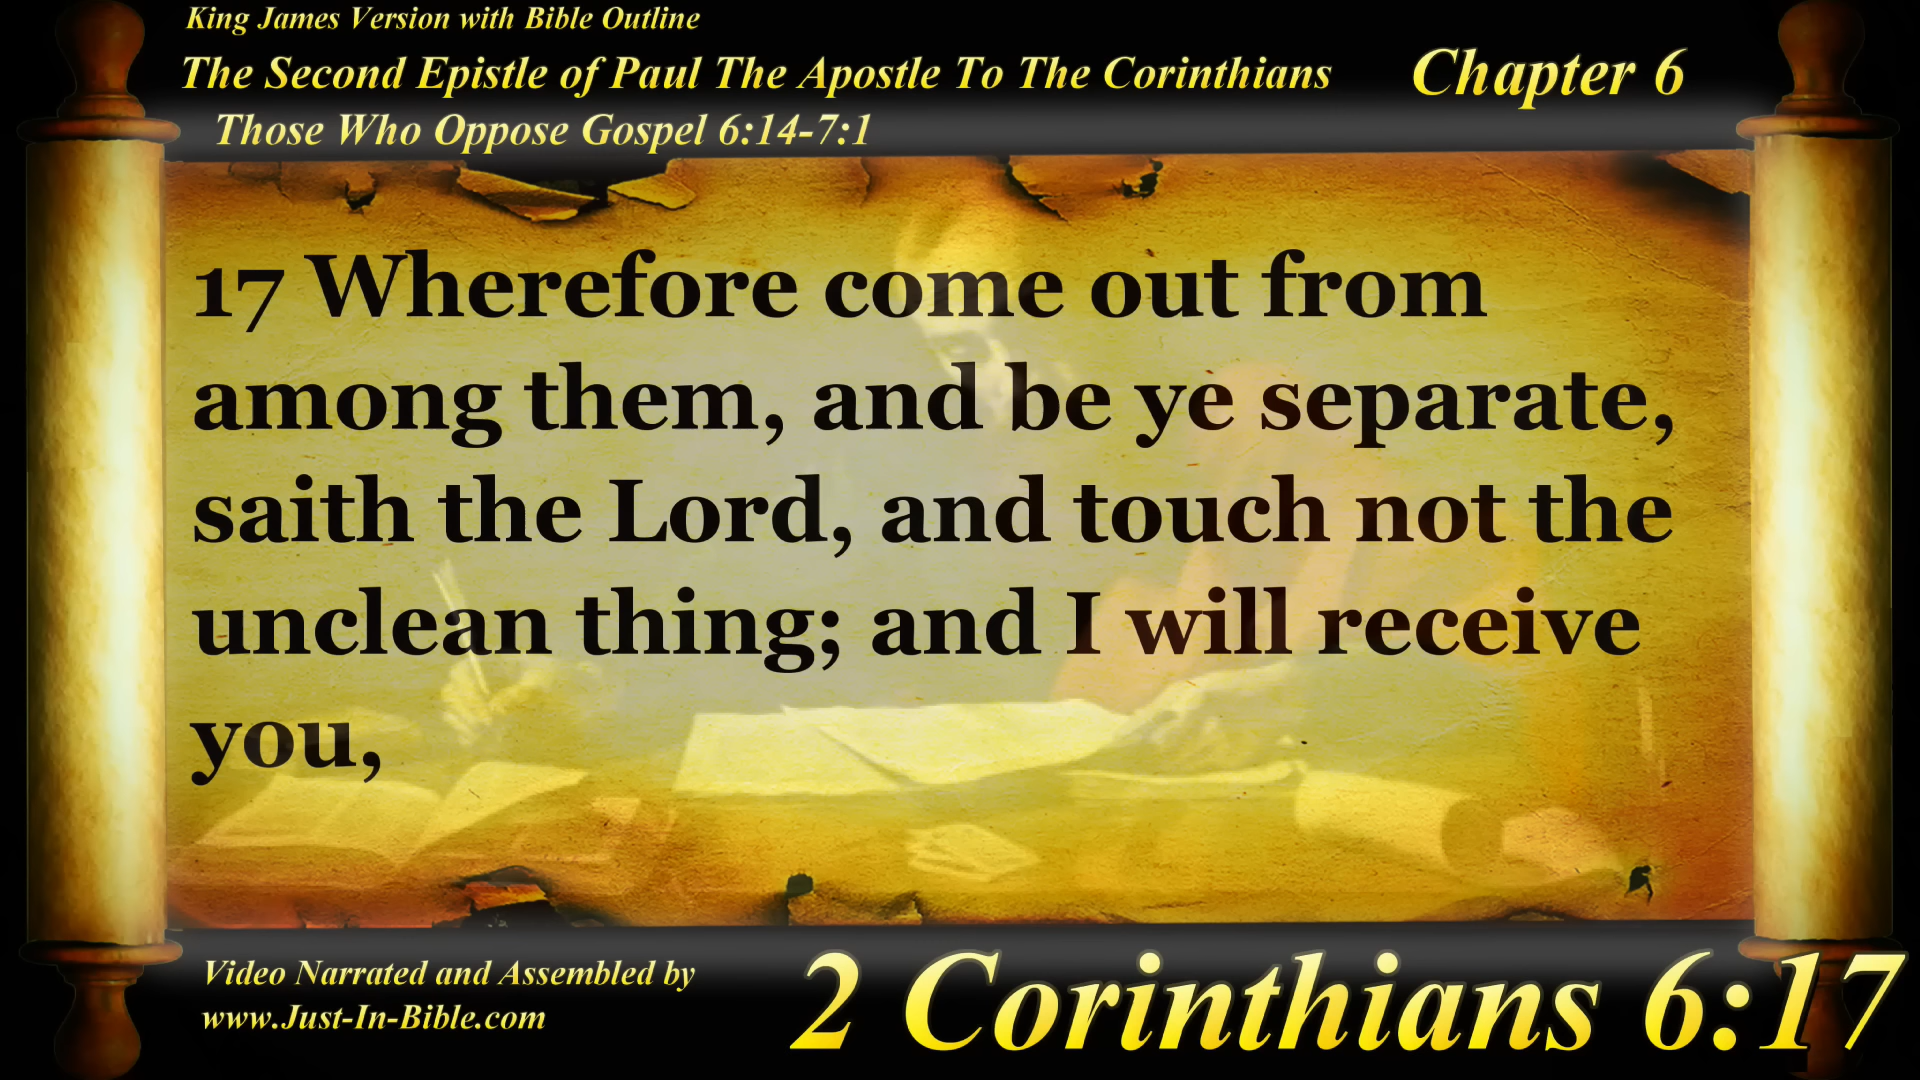 King James Version with Bible Outline
The Second Epistle of Paul The Apostle To The Corinthians
Chapter 6
Those Who Oppose Gospel 6:14-7:1
17 Wherefore come out from
among them, and be ye separate,
saith the Lord, and touch not the
unclean thing; and I will receive
you,
Video Narrated and Assembled by
www.Just-In-Bible.com
2 Corinthians 6:17